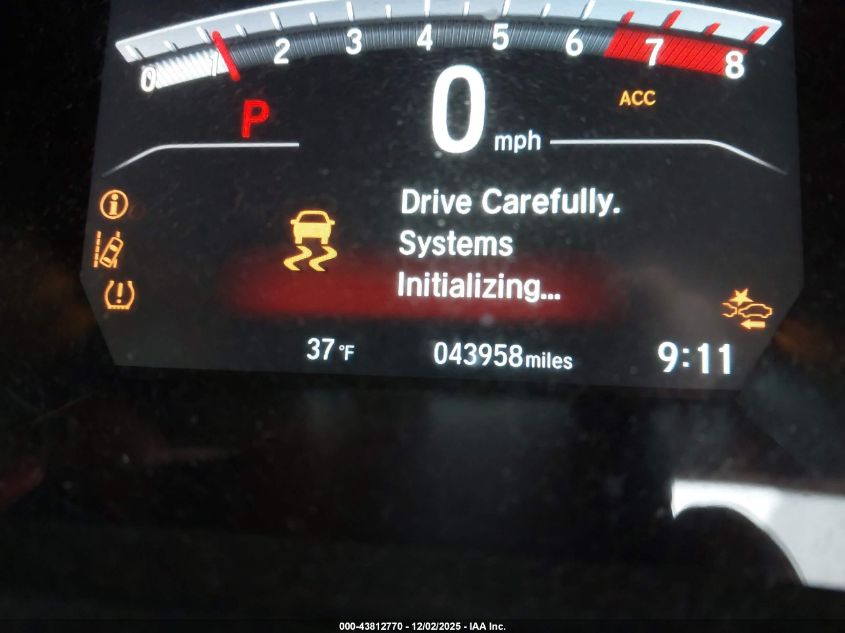 0 1 2 3 4 5 6 7 8
P 0 mph ACC
Drive Carefully.
Systems
Initializing...
37°F 043958 miles 9:11
000-43812770 - 12/02/2025 - IAA Inc.